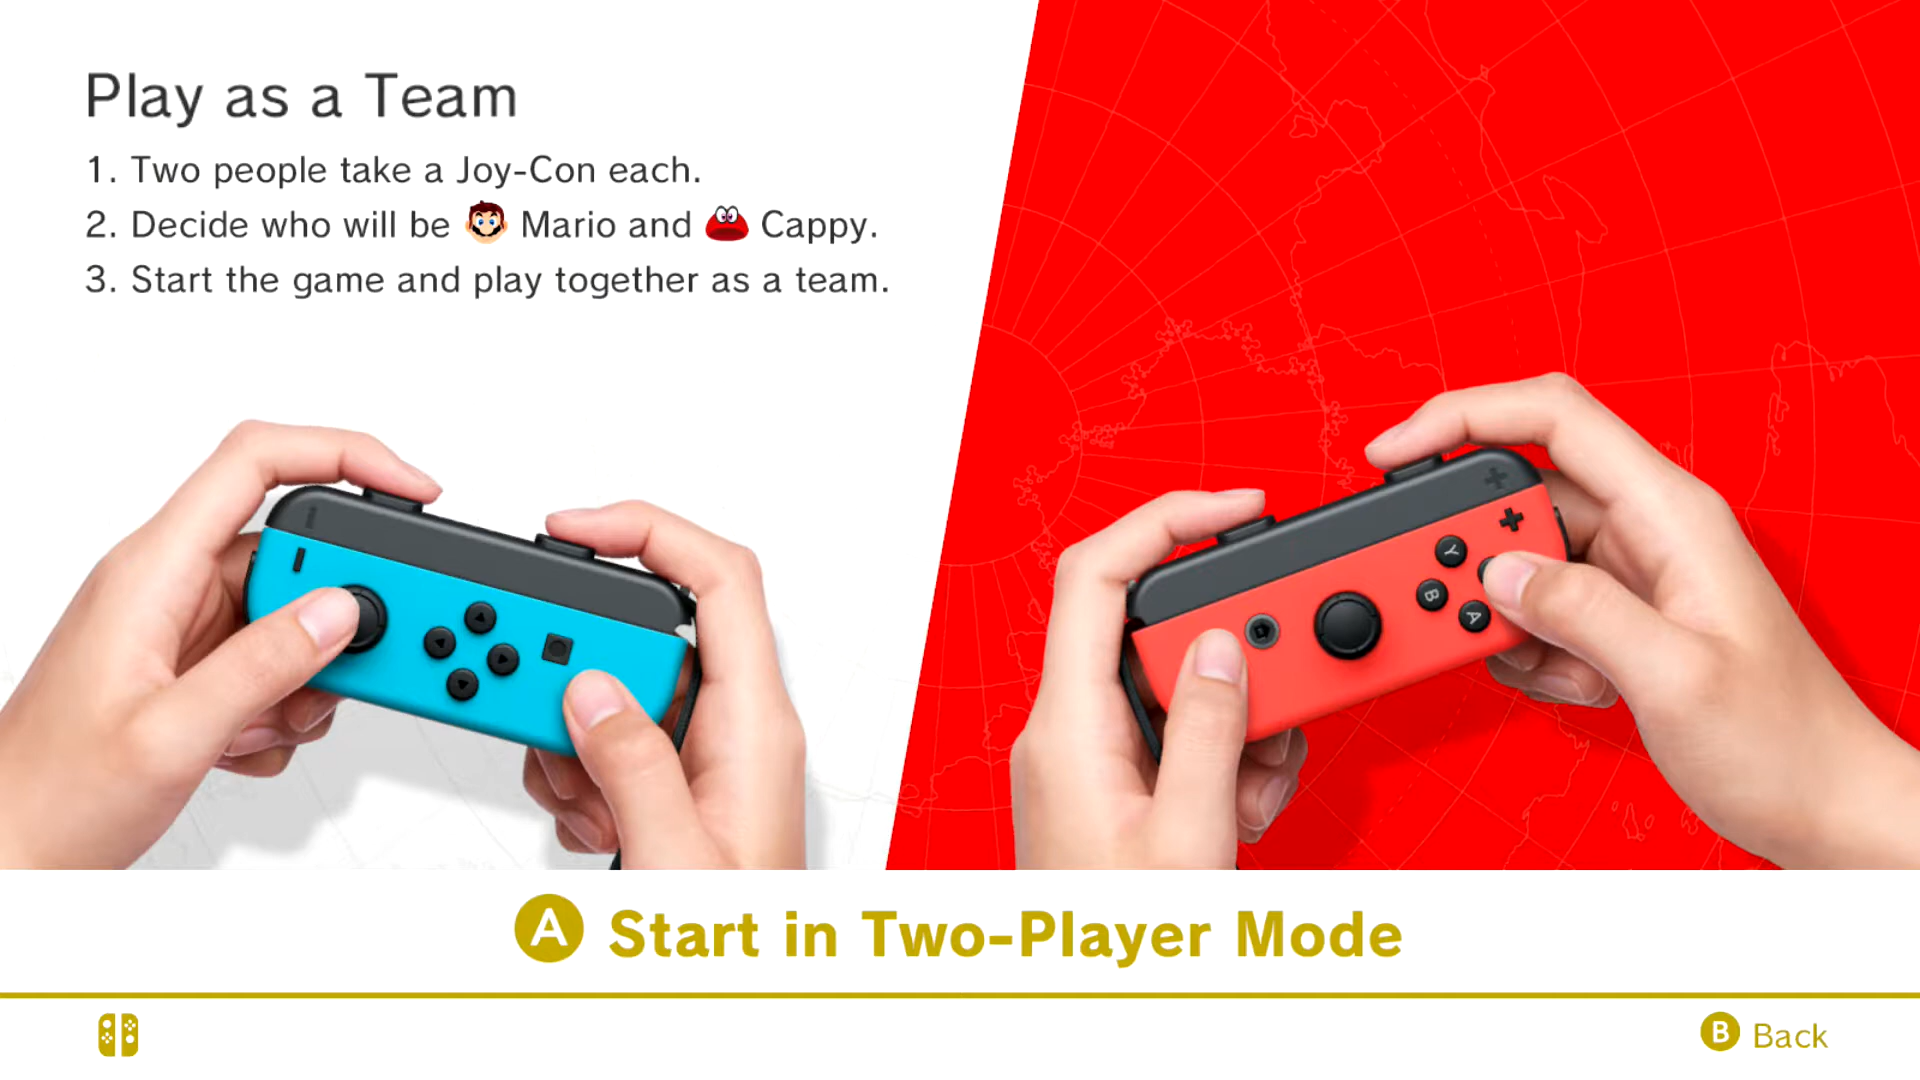 Play as a Team
1. Two people take a Joy-Con each.
2. Decide who will be Mario and Cappy.
3. Start the game and play together as a team.
Y
B
A
A Start in Two-Player Mode
B Back